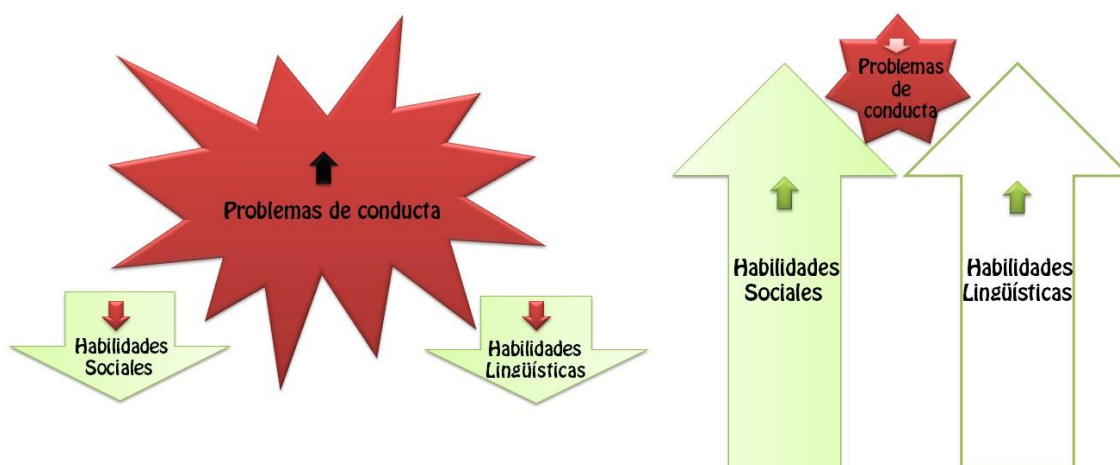 Problemas de conducta
Habilidades
Sociales
Habilidades
Lingüísticas
Problemas
de
conducta
Habilidades
Sociales
Habilidades
Lingüísticas